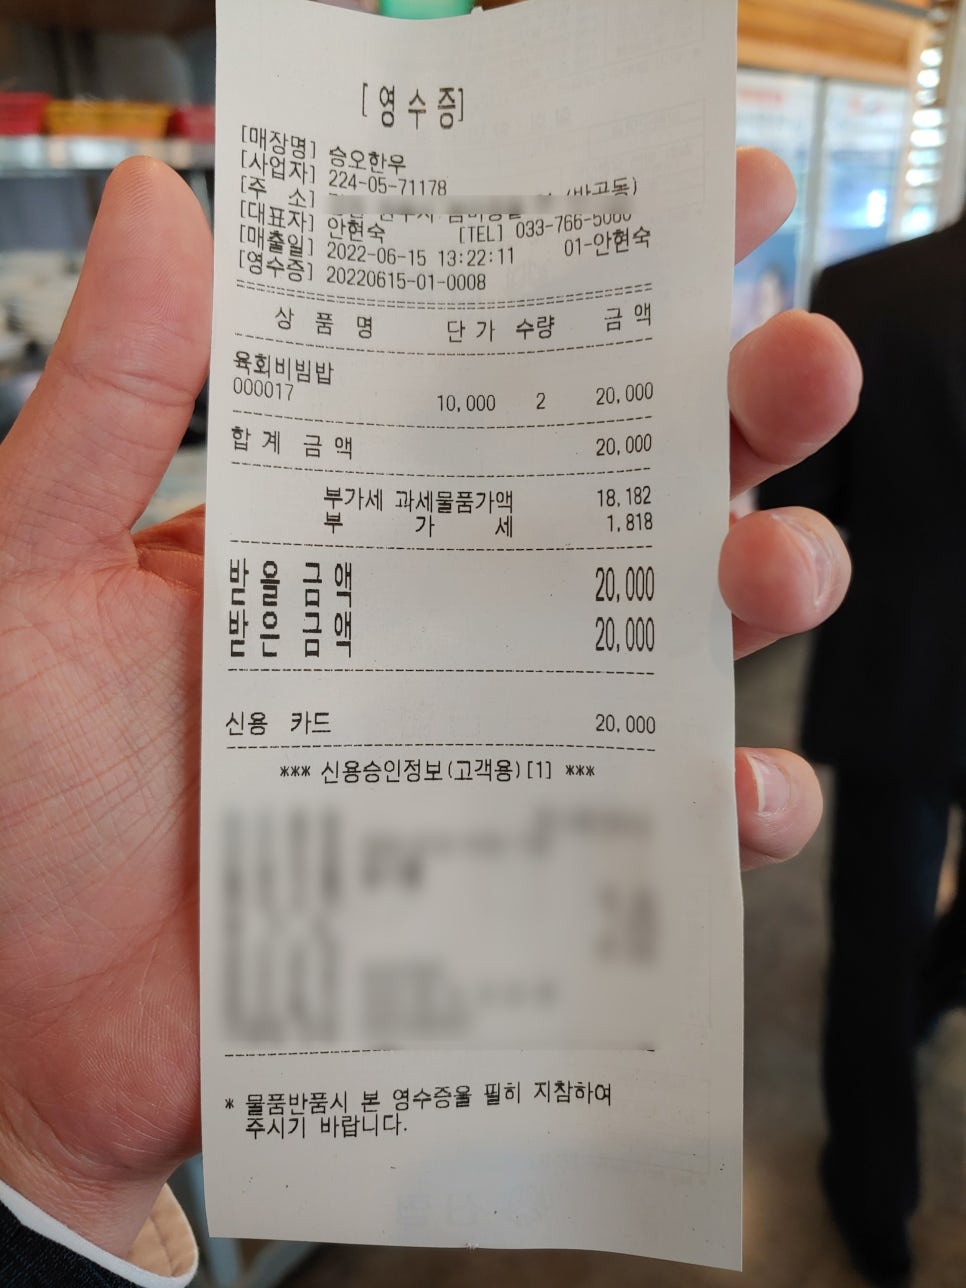 [영수증]
[매장명] 승오한우
[사업자] 224-05-71178
[주 소]
[대표자] 안현숙 [TEL] 033-766-5080
[매출일] 2022-06-15 13:22:11 01-안현숙
[영수증] 20220615-01-0008
상 품 명 단 가 수량 금 액
육회비빔밥
000017 10,000 2 20,000
합 계 금 액 20,000
부가세 과세물품가액 18,182
부 가 세 1,818
받 을 금 액 20,000
받 은 금 액 20,000
신용 카드 20,000
*** 신용승인정보(고객용)[1] ***
* 물품반품시 본 영수증을 필히 지참하여
주시기 바랍니다.